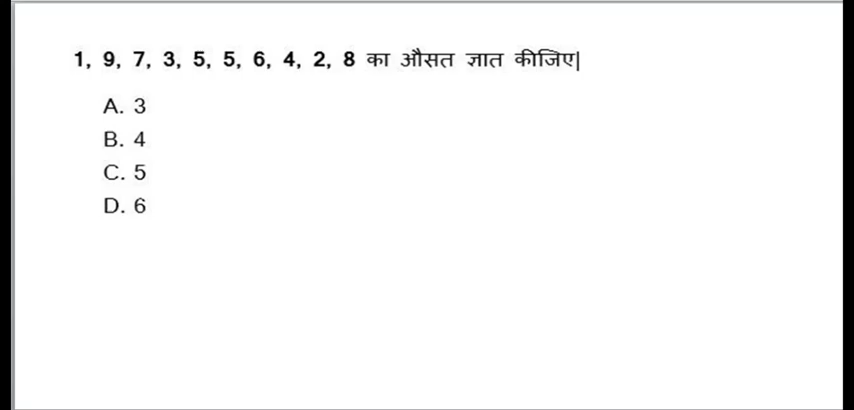 1, 9, 7, 3, 5, 5, 6, 4, 2, 8 का औसत ज्ञात कीजिए|
A. 3
B. 4
C. 5
D. 6